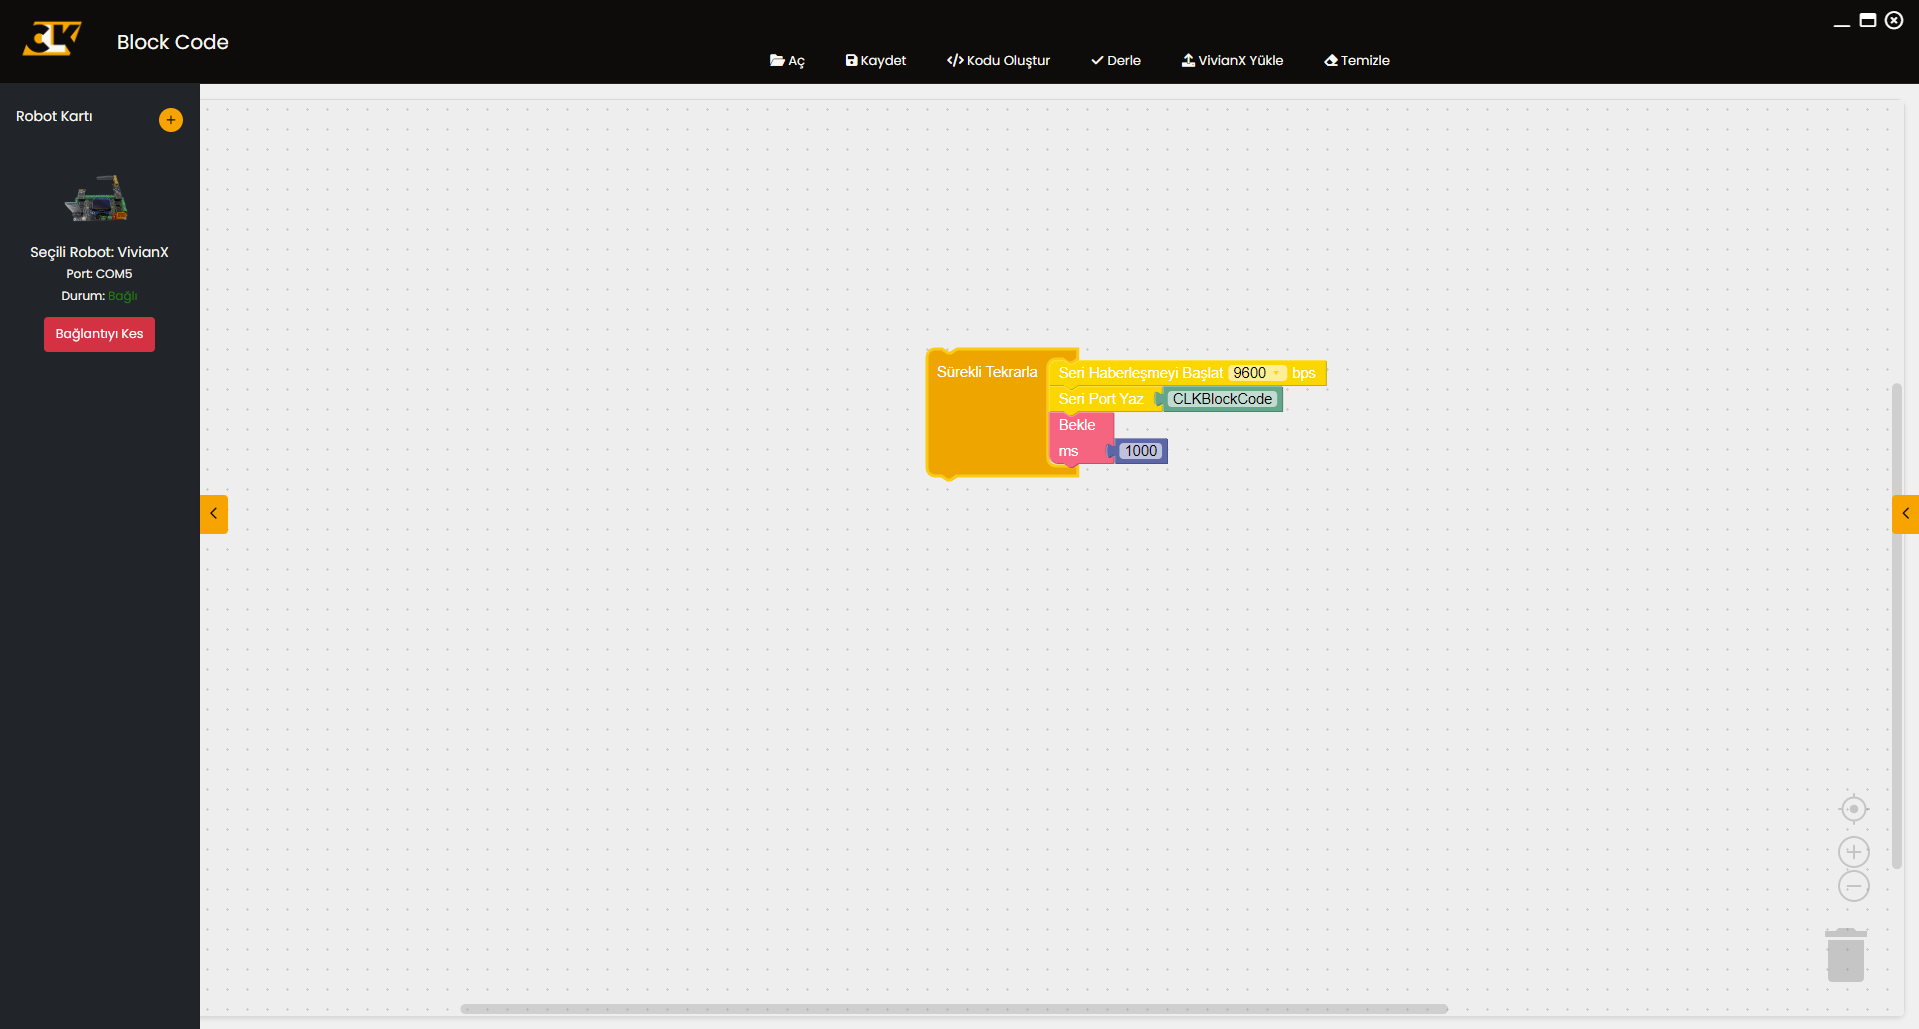 CLK
Block Code
Aç
Kaydet
Kodu Oluştur
Derle
VivianX Yükle
Temizle
Robot Kartı
Seçili Robot: VivianX
Port: COM5
Durum: Bağlı
Bağlantıyı Kes
Sürekli Tekrarla
Seri Haberleşmeyi Başlat 9600 bps
Seri Port Yaz CLKBlockCode
Bekle
ms 1000